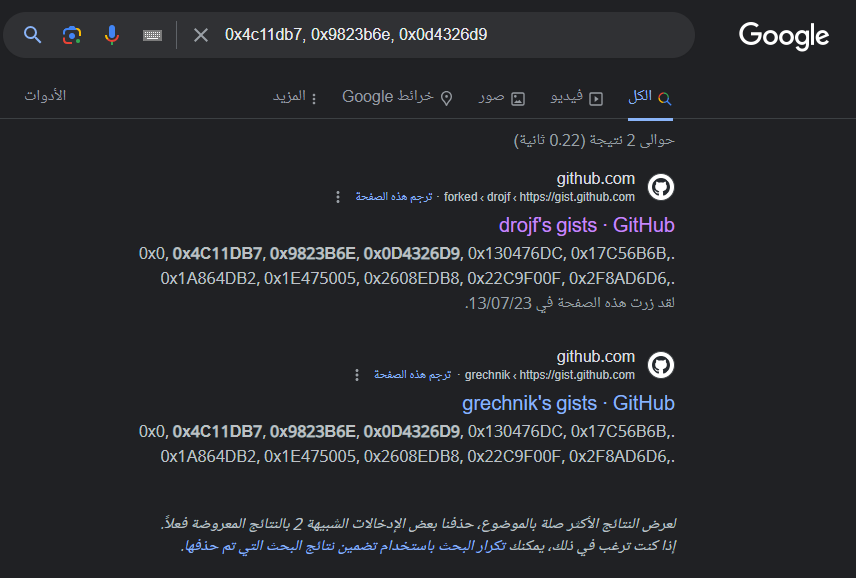 0x4c11db7, 0x9823b6e, 0x0d4326d9
Google
الكل
فيديو
صور
خرائط Google
المزيد
الأدوات
حوالى 2 نتيجة (0.22 ثانية)
github.com
https://gist.github.com › drojf › forked · ترجم هذه الصفحة
drojf's gists · GitHub
0x0, 0x4C11DB7, 0x9823B6E, 0x0D4326D9, 0x130476DC, 0x17C56B6B,.
0x1A864DB2, 0x1E475005, 0x2608EDB8, 0x22C9F00F, 0x2F8AD6D6,.
لقد زرت هذه الصفحة في 13/07/23.
github.com
https://gist.github.com › grechnik · ترجم هذه الصفحة
grechnik's gists · GitHub
0x0, 0x4C11DB7, 0x9823B6E, 0x0D4326D9, 0x130476DC, 0x17C56B6B,.
0x1A864DB2, 0x1E475005, 0x2608EDB8, 0x22C9F00F, 0x2F8AD6D6,.
لعرض النتائج الأكثر صلة بالموضوع، حذفنا بعض الإدخالات الشبيهة 2 بالنتائج المعروضة فعلاً.
إذا كنت ترغب في ذلك، يمكنك تكرار البحث باستخدام تضمين نتائج البحث التي تم حذفها.